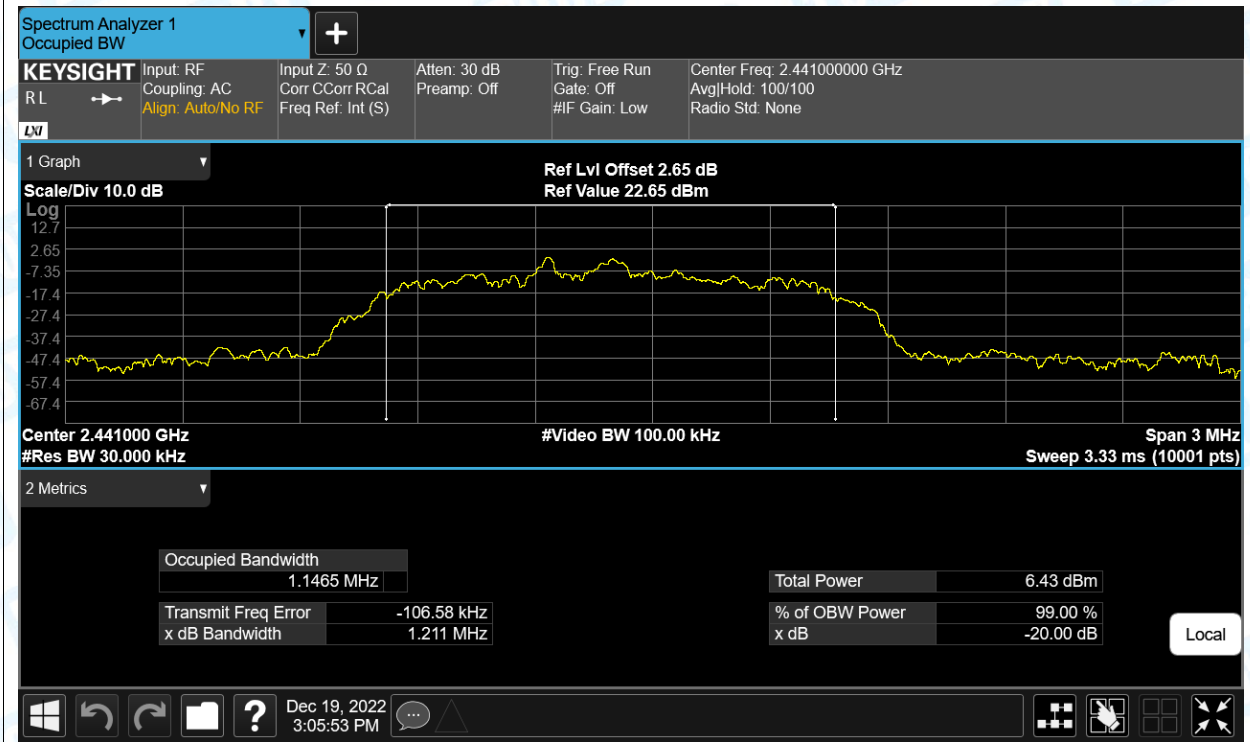 Spectrum Analyzer 1
Occupied BW
KEYSIGHT
R L
LXI
Input: RF
Coupling: AC
Align: Auto/No RF
Input Z: 50 Ω
Corr CCorr RCal
Freq Ref: Int (S)
Atten: 30 dB
Preamp: Off
Trig: Free Run
Gate: Off
#IF Gain: Low
Center Freq: 2.441000000 GHz
Avg|Hold: 100/100
Radio Std: None
1 Graph
Scale/Div 10.0 dB
Ref Lvl Offset 2.65 dB
Ref Value 22.65 dBm
Log
12.7
2.65
-7.35
-17.4
-27.4
-37.4
-47.4
-57.4
-67.4
Center 2.441000 GHz
#Res BW 30.000 kHz
#Video BW 100.00 kHz
Span 3 MHz
Sweep 3.33 ms (10001 pts)
2 Metrics
Occupied Bandwidth
1.1465 MHz
Transmit Freq Error -106.58 kHz
x dB Bandwidth 1.211 MHz
Total Power 6.43 dBm
% of OBW Power 99.00 %
x dB -20.00 dB
Local
?
Dec 19, 2022
3:05:53 PM